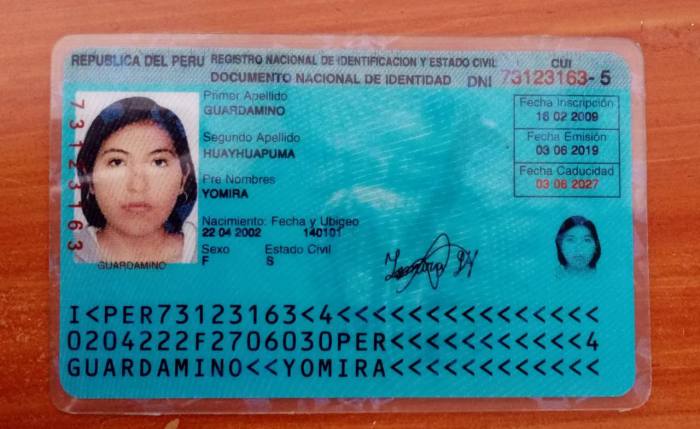 REPUBLICA DEL PERU REGISTRO NACIONAL DE IDENTIFICACION Y ESTADO CIVIL CUI
DOCUMENTO NACIONAL DE IDENTIDAD DNI 73123163-5
73123163
Primer Apellido
GUARDAMINO
Segundo Apellido
HUAYHUAPUMA
Pre Nombres
YOMIRA
Nacimiento: Fecha y Ubigeo
22 04 2002 140101
Sexo Estado Civil
F S
GUARDAMINO
Fecha Inscripción
16 02 2009
Fecha Emisión
03 06 2019
Fecha Caducidad
03 06 2027
I<PER73123163<4<<<<<<<<<<<<<<<
0204222F2706030PER<<<<<<<<<<<4
GUARDAMINO<<YOMIRA<<<<<<<<<<<<